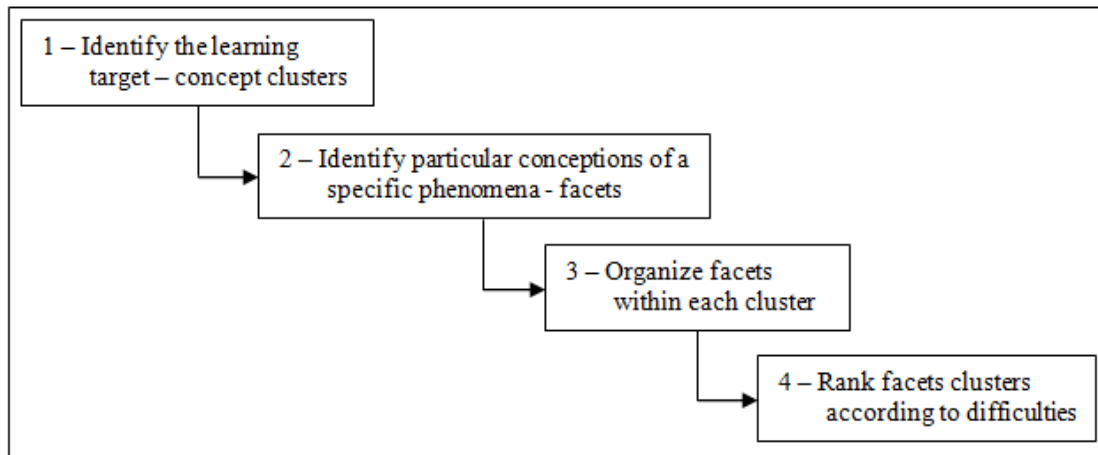 1 – Identify the learning
target – concept clusters
2 – Identify particular conceptions of a
specific phenomena - facets
3 – Organize facets
within each cluster
4 – Rank facets clusters
according to difficulties